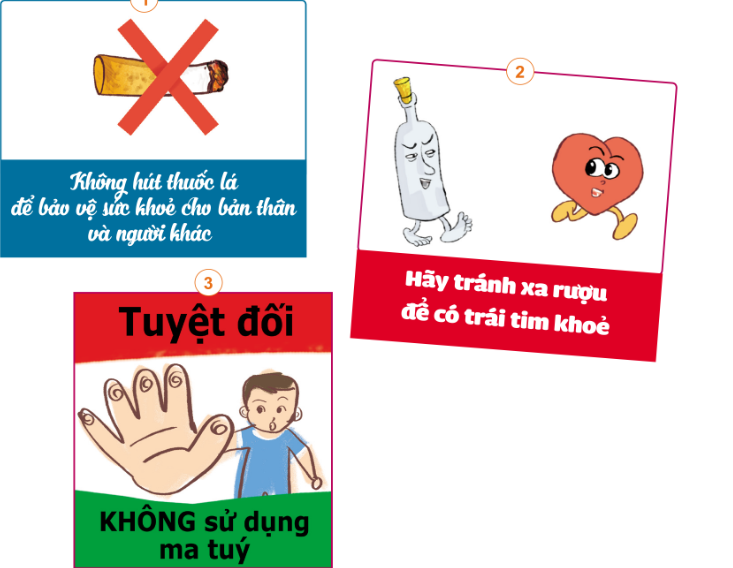 1
Không hút thuốc lá
để bảo vệ sức khoẻ cho bản thân
và người khác
2
Hãy tránh xa rượu
để có trái tim khoẻ
3
Tuyệt đối
KHÔNG sử dụng
ma tuý